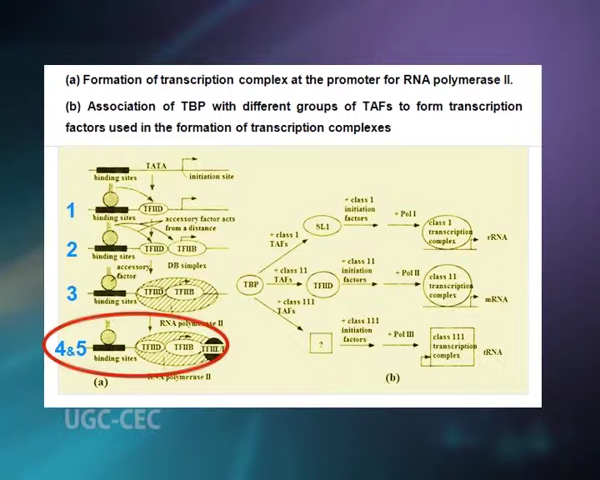 (a) Formation of transcription complex at the promoter for RNA polymerase II.
(b) Association of TBP with different groups of TAFs to form transcription
factors used in the formation of transcription complexes
TATA
binding sites
initiation site
1
TFIID
binding sites
accessory factor acts
from a distance
2
TFIID
TFIIB
binding sites
DB simplex
accessory
factor
3
TFIID
TFIIB
binding sites
RNA polymerase II
4&5
TFIID
TFIIB
binding sites
polymerase II
(a)
TBP
+ class 1
TAFs
SL1
+ class 1
initiation
factors
+ Pol I
class 1
transcription
complex
rRNA
+ class 11
TAFs
TFIID
+ class 11
initiation
factors
+ Pol II
class 11
transcription
complex
mRNA
+ class 111
TAFs
?
+ class 111
initiation
factors
+ Pol III
class 111
transcription
complex
tRNA
(b)
UGC-CEC